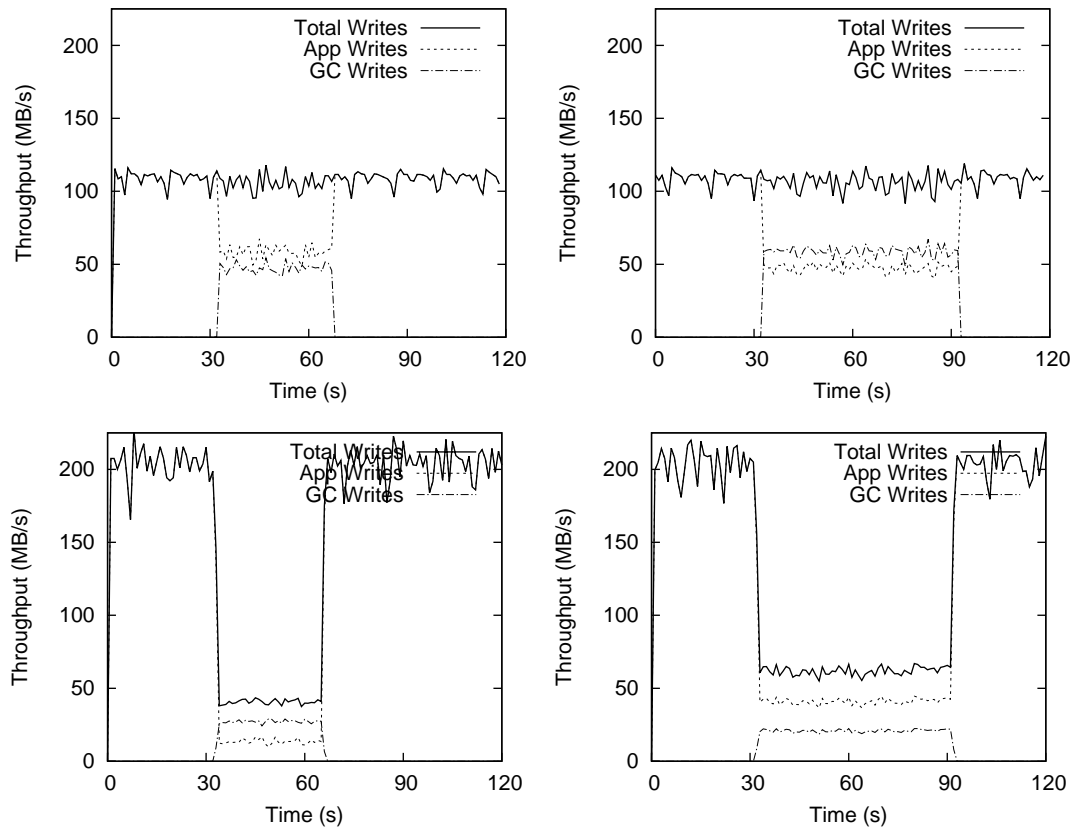 Total Writes
App Writes
GC Writes
200
150
100
50
0
Throughput (MB/s)
0 30 60 90 120
Time (s)
Total Writes
App Writes
GC Writes
200
150
100
50
0
Throughput (MB/s)
0 30 60 90 120
Time (s)
Total Writes
App Writes
GC Writes
200
150
100
50
0
Throughput (MB/s)
0 30 60 90 120
Time (s)
Total Writes
App Writes
GC Writes
200
150
100
50
0
Throughput (MB/s)
0 30 60 90 120
Time (s)